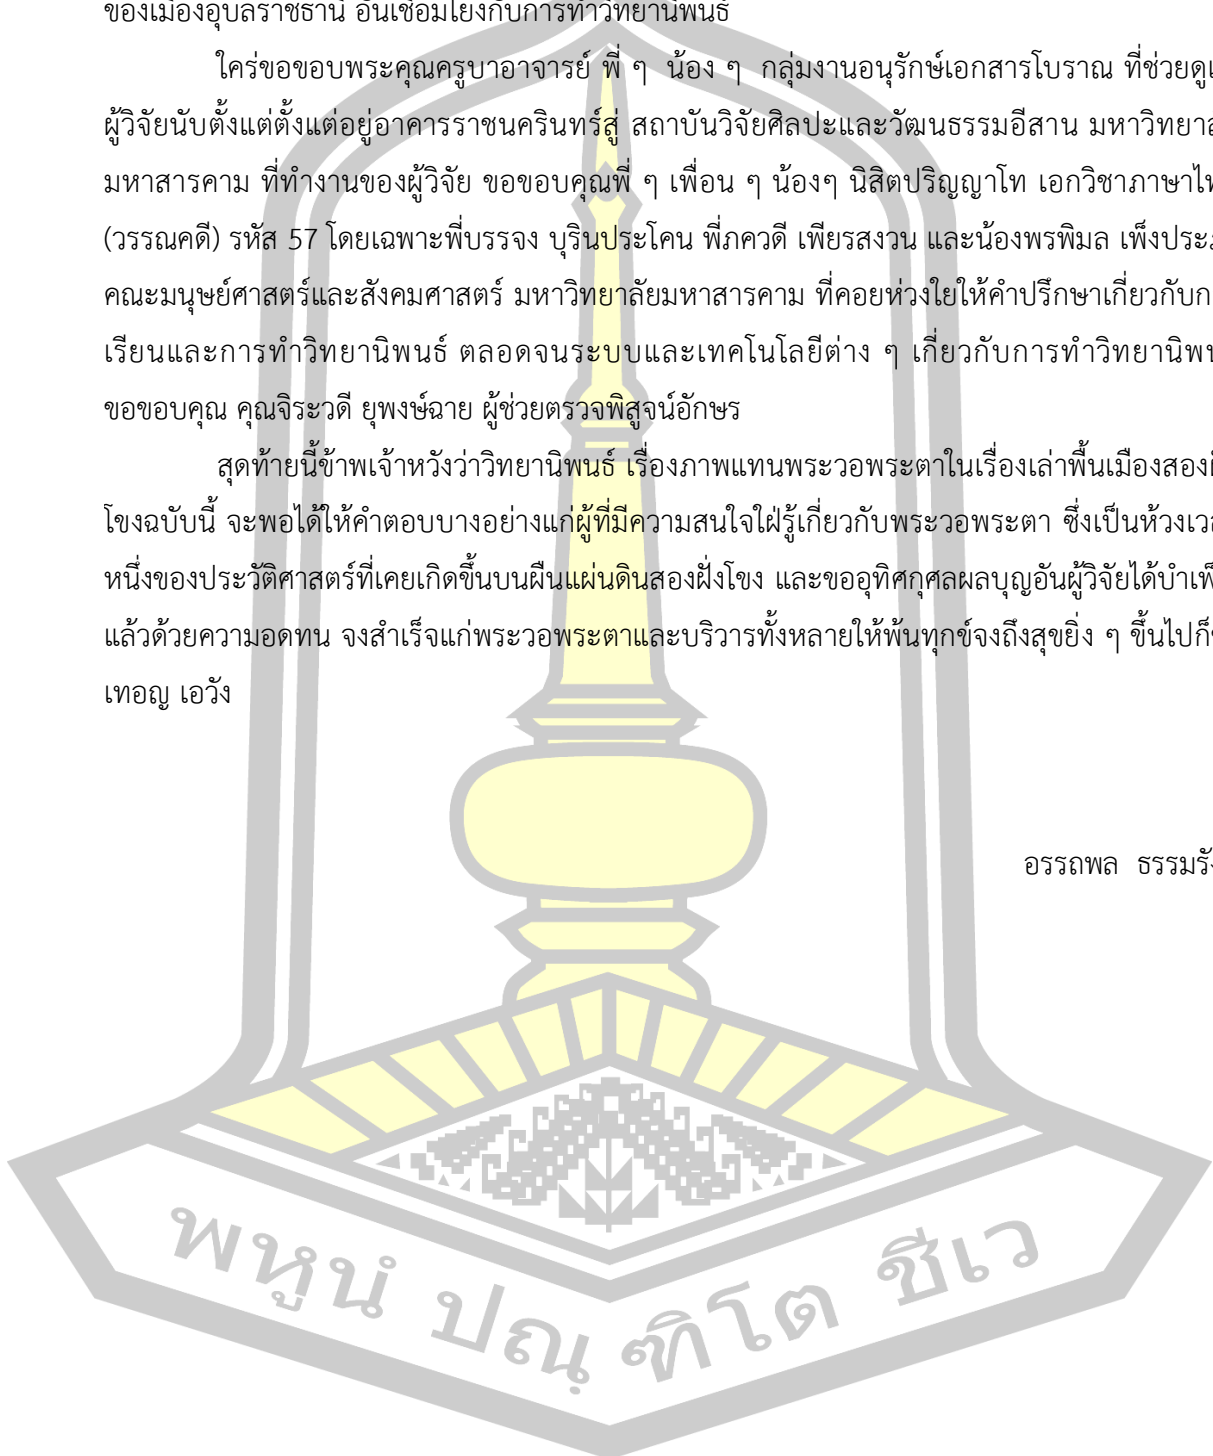 ของเมืองอุบลราชธานี อันเชื่อมโยงกับการทำวิทยานิพนธ์
ใคร่ขอขอบพระคุณครูบาอาจารย์ พี่ ๆ น้อง ๆ กลุ่มงานอนุรักษ์เอกสารโบราณ ที่ช่วยดู
ผู้วิจัยนับตั้งแต่ตั้งแต่อยู่อาคารราชนครินทร์สู่ สถาบันวิจัยศิลปะและวัฒนธรรมอีสาน
มหาสารคาม ที่ทำงานของผู้วิจัย ขอขอบคุณพี่ ๆ เพื่อน ๆ น้องๆ นิสิตปริญญาโท เอกวิชา
(วรรณคดี) รหัส 57 โดยเฉพาะพี่บรรจง บุรินประโคน พี่ภควดี เพียรสงวน และน้องพรพิมล
คณะมนุษย์ศาสตร์และสังคมศาสตร์ มหาวิทยาลัยมหาสารคาม ที่คอยห่วงใยให้คำปรึกษาเกี่ยวกับ
เรียนและการทำวิทยานิพนธ์ ตลอดจนระบบและเทคโนโลยีต่าง ๆ เกี่ยวกับการทำ
ขอขอบคุณ คุณจิระวดี ยุพงษ์ฉาย ผู้ช่วยตรวจพิสูจน์อักษร
สุดท้ายนี้ข้าพเจ้าหวังว่าวิทยานิพนธ์ เรื่องภาพแทนพระวอพระตาในเรื่องเล่าพื้นเมืองสอง
โขงฉบับนี้ จะพอได้ให้คำตอบบางอย่างแก่ผู้ที่มีความสนใจใฝ่รู้เกี่ยวกับพระวอพระตา ซึ่งเป็น
หนึ่งของประวัติศาสตร์ที่เคยเกิดขึ้นบนผืนแผ่นดินสองฝั่งโขง และขออุทิศกุศลผลบุญอันผู้วิจัยได้
แล้วด้วยความอดทน จงสำเร็จแก่พระวอพระตาและบริวารทั้งหลายให้พ้นทุกข์จงถึงสุขยิ่ง ๆ ขึ้นไป
เทอญ เอวัง
อรรถพล
พหูนํ ปณฺฑิโต ชีเว